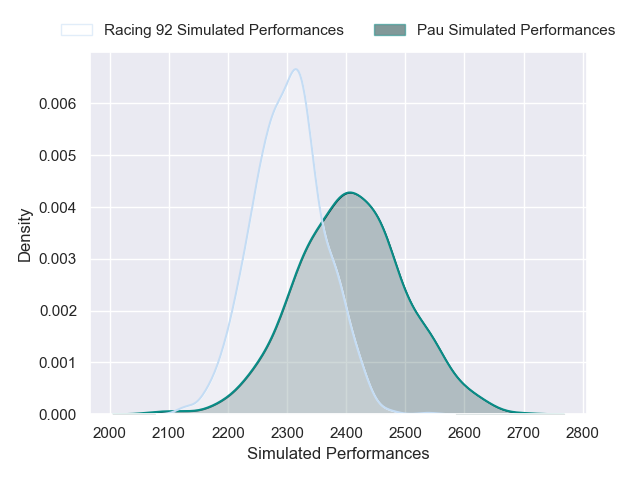 Racing 92 Simulated Performances
Pau Simulated Performances
0.006
0.005
0.004
0.003
0.002
0.001
0.000
Density
2000 2100 2200 2300 2400 2500 2600 2700 2800
Simulated Performances